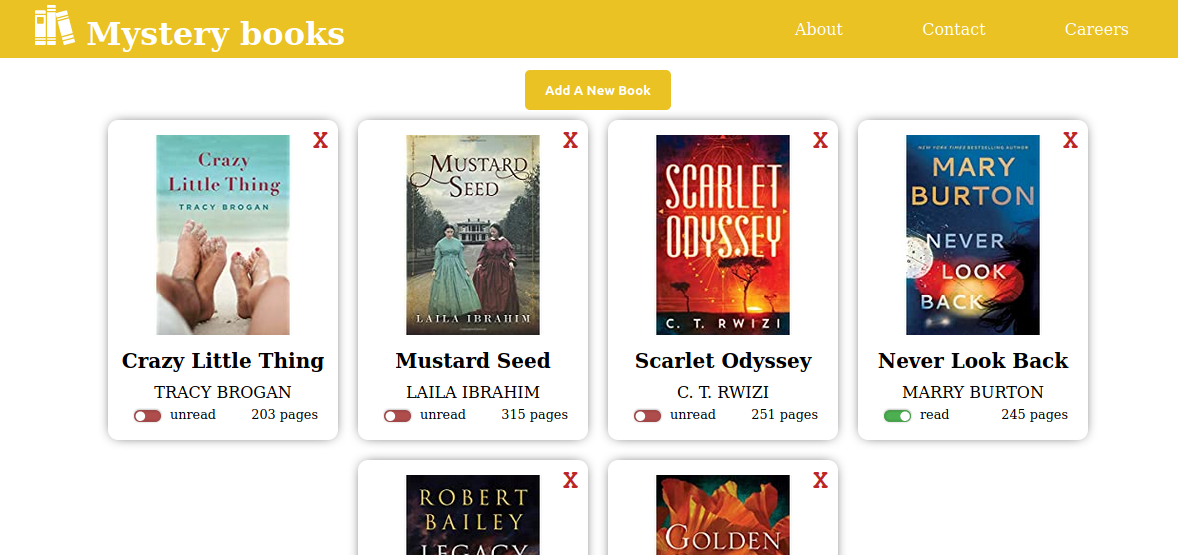 Mystery books
About
Contact
Careers
Add A New Book
X
Crazy
Little Thing
TRACY BROGAN
Crazy Little Thing
TRACY BROGAN
unread
203 pages
X
MUSTARD
SEED
LAILA IBRAHIM
Mustard Seed
LAILA IBRAHIM
unread
315 pages
X
SCARLET
ODYSSEY
C. T. RWIZI
Scarlet Odyssey
C. T. RWIZI
unread
251 pages
X
NEW YORK TIMES BESTSELLING AUTHOR
MARY
BURTON
NEVER
LOOK
BACK
Never Look Back
MARRY BURTON
read
245 pages
X
ROBERT
BAILEY
LEGACY
X
GOLDEN